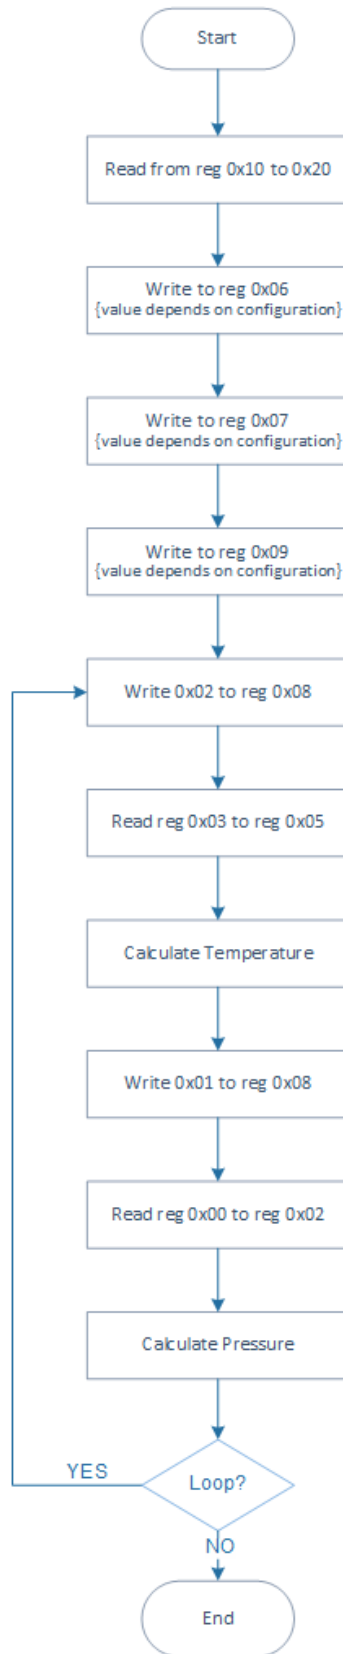 Start
Read from reg 0x10 to 0x20
Write to reg 0x06
{value depends on configuration}
Write to reg 0x07
{value depends on configuration}
Write to reg 0x09
{value depends on configuration}
Write 0x02 to reg 0x08
Read reg 0x03 to reg 0x05
Calculate Temperature
Write 0x01 to reg 0x08
Read reg 0x00 to reg 0x02
Calculate Pressure
YES
Loop?
NO
End